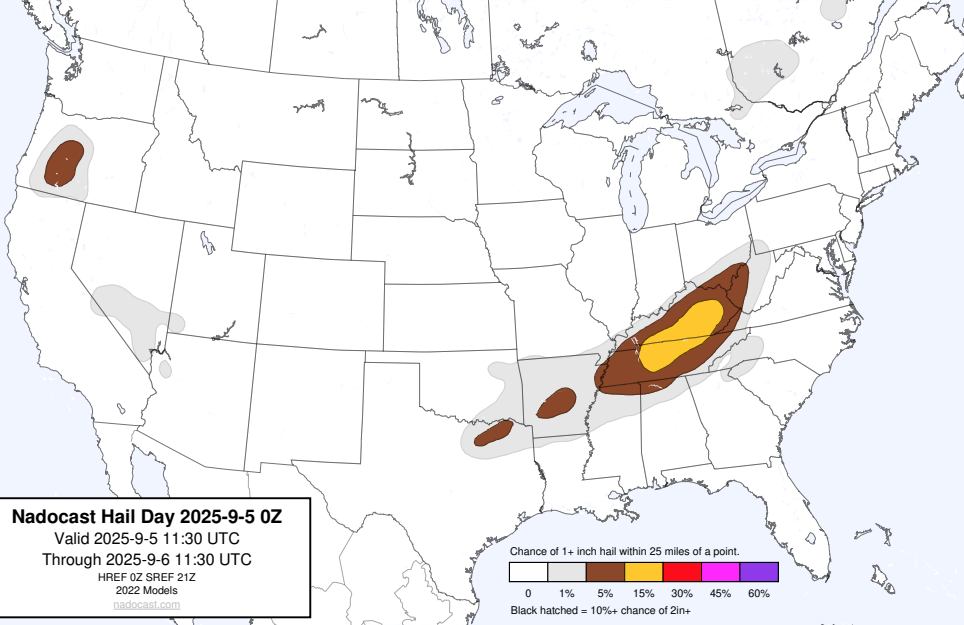 Nadocast Hail Day 2025-9-5 0Z
Valid 2025-9-5 11:30 UTC
Through 2025-9-6 11:30 UTC
HREF 0Z SREF 21Z
2022 Models
nadocast.com
Chance of 1+ inch hail within 25 miles of a point.
0 1% 5% 15% 30% 45% 60%
Black hatched = 10%+ chance of 2in+